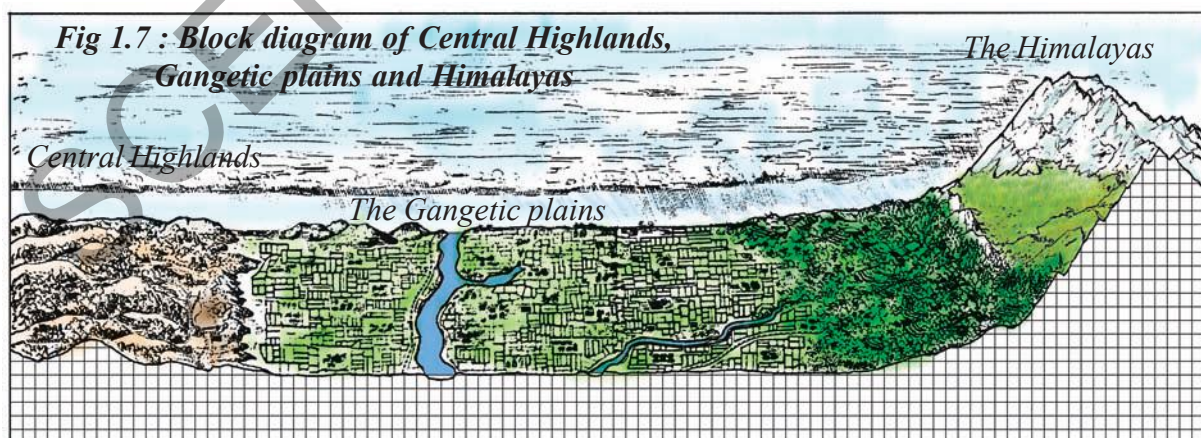 Fig 1.7 : Block diagram of Central Highlands,
Gangetic plains and Himalayas
The Himalayas
Central Highlands
The Gangetic plains
SCE